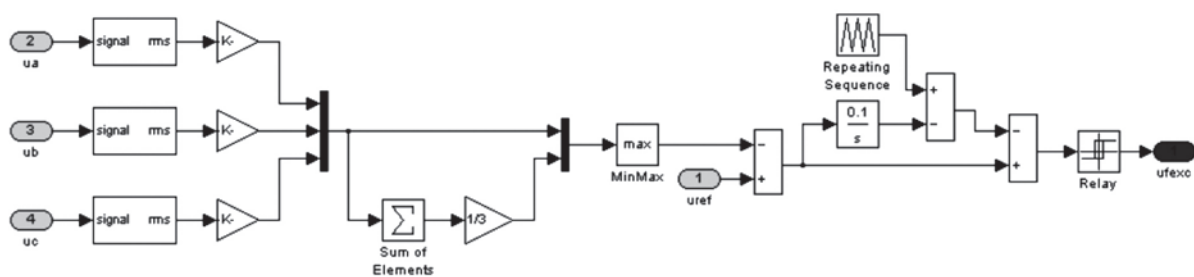 2
ua
signal rms
K-
3
ub
signal rms
K-
4
uc
signal rms
K-
Sum of
Elements
1/3
max
MinMax
1
uref
-
+
Repeating
Sequence
0.1
s
+
-
-
+
Relay
ufexc